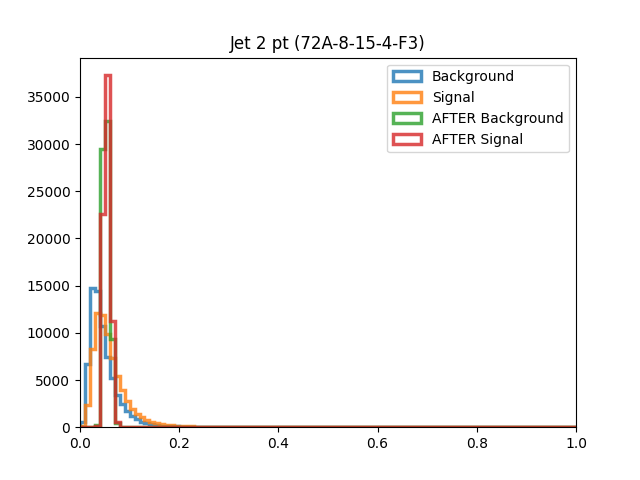 Jet 2 pt (72A-8-15-4-F3)
Background
Signal
AFTER Background
AFTER Signal
35000
30000
25000
20000
15000
10000
5000
0
0.0 0.2 0.4 0.6 0.8 1.0